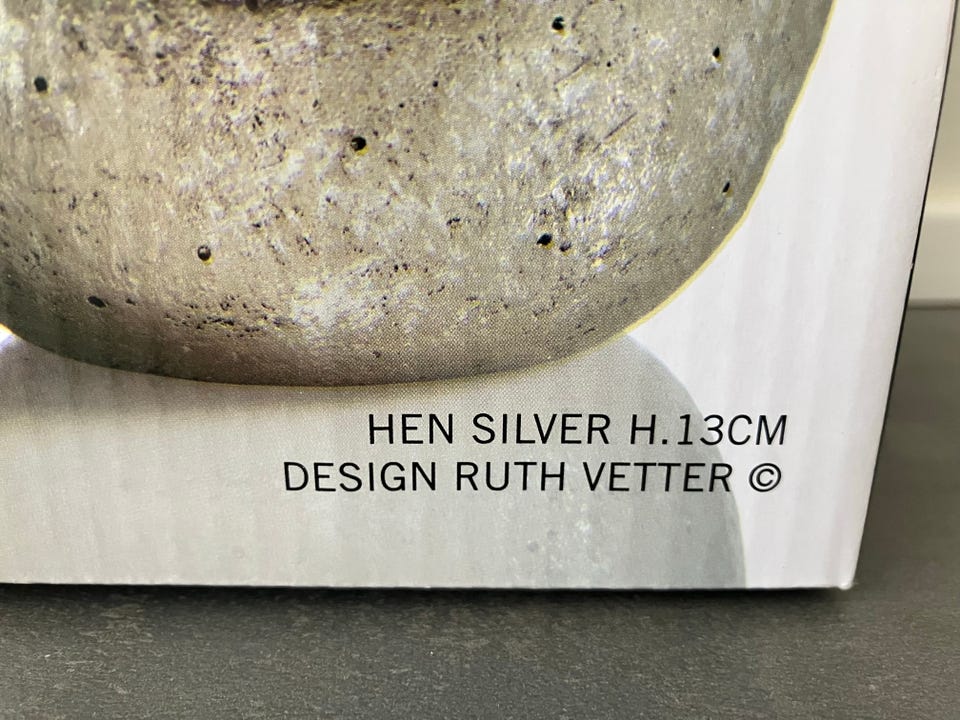 HEN SILVER H.13CM
DESIGN RUTH VETTER ©